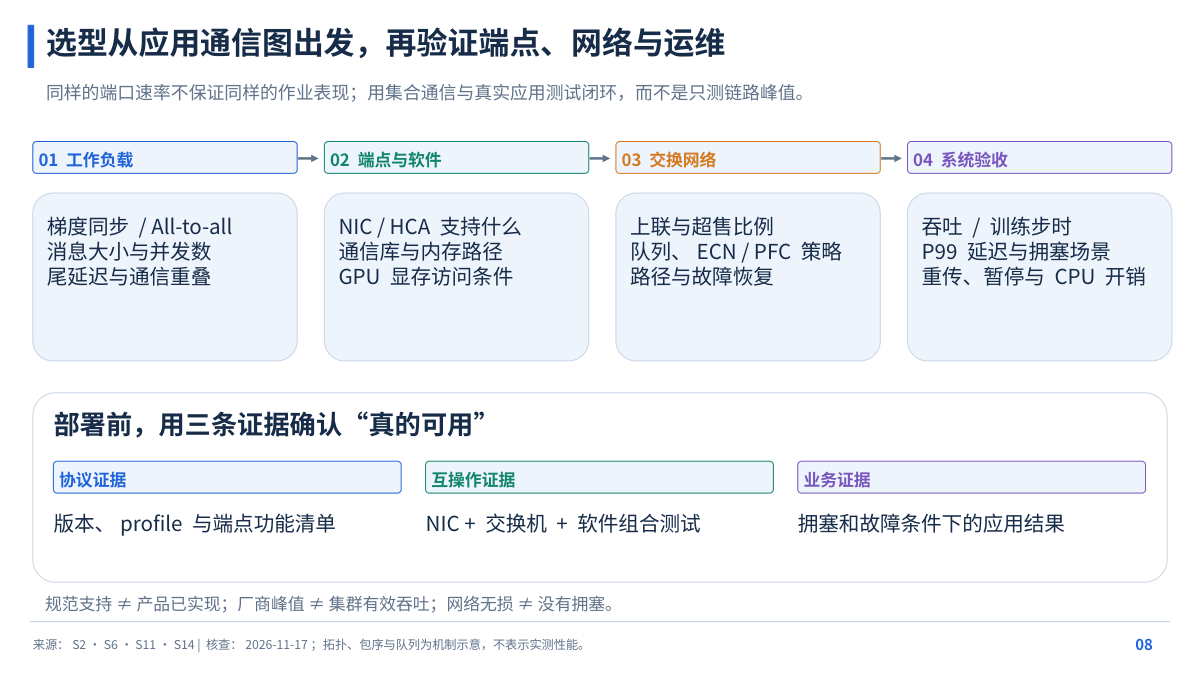 选型从应用通信图出发，再验证端点、网络与运维
同样的端口速率不保证同样的作业表现；用集合通信与真实应用测试闭环，而不是只测链路峰值。
01 工作负载
02 端点与软件
03 交换网络
04 系统验收
梯度同步 / All-to-all
消息大小与并发数
尾延迟与通信重叠
NIC / HCA 支持什么
通信库与内存路径
GPU 显存访问条件
上联与超售比例
队列、 ECN / PFC 策略
路径与故障恢复
吞吐 / 训练步时
P99 延迟与拥塞场景
重传、暂停与 CPU 开销
部署前，用三条证据确认“真的可用”
协议证据
互操作证据
业务证据
版本、 profile 与端点功能清单
NIC + 交换机 + 软件组合测试
拥塞和故障条件下的应用结果
规范支持 ≠ 产品已实现；厂商峰值 ≠ 集群有效吞吐；网络无损 ≠ 没有拥塞。
来源： S2 · S6 · S11 · S14 | 核查： 2026-11-17 ；拓扑、包序与队列为机制示意，不表示实测性能。
08